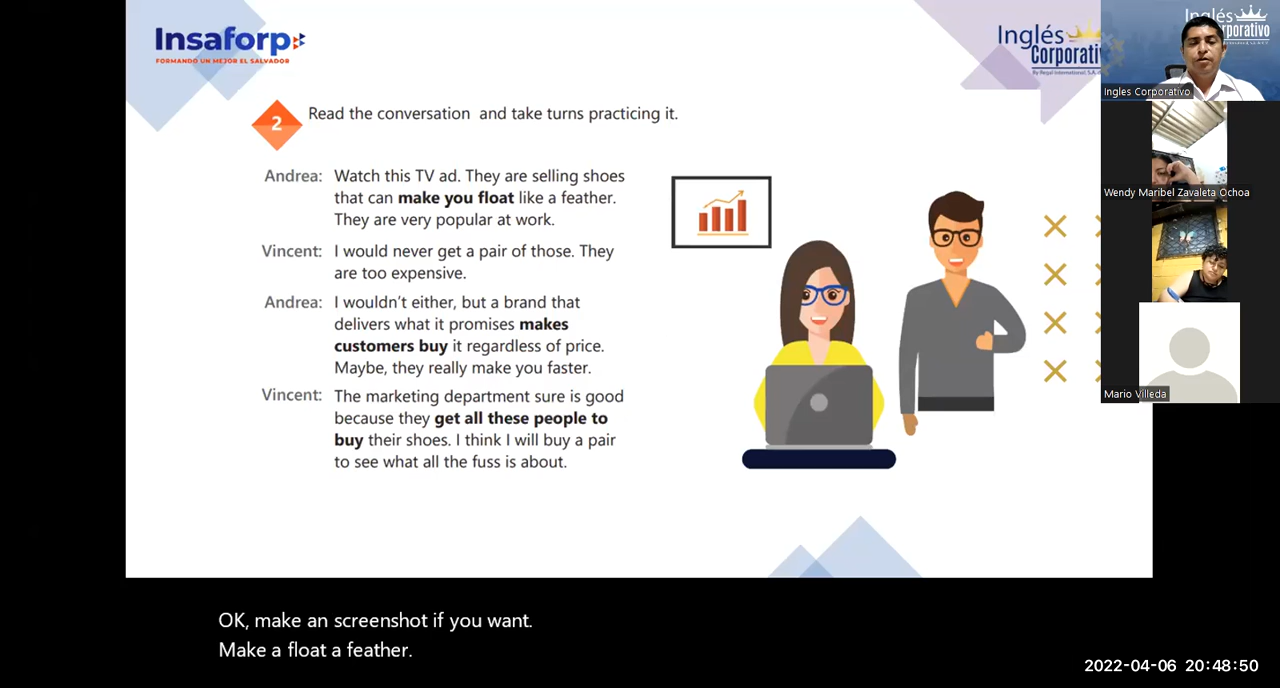 Insaforp
FORMANDO UN MEJOR EL SALVADOR
Inglés
Corporativo
Inglés
Corporativo
Ingles Corporativo
2
Read the conversation and take turns practicing it.
Andrea: Watch this TV ad. They are selling shoes
that can make you float like a feather.
They are very popular at work.
Vincent: I would never get a pair of those. They
are too expensive.
Andrea: I wouldn't either, but a brand that
delivers what it promises makes
customers buy it regardless of price.
Maybe, they really make you faster.
Vincent: The marketing department sure is good
because they get all these people to
buy their shoes. I think I will buy a pair
to see what all the fuss is about.
Wendy Maribel Zavaleta Ochoa
Mario Villeda
OK, make an screenshot if you want.
Make a float a feather.
2022-04-06 20:48:50